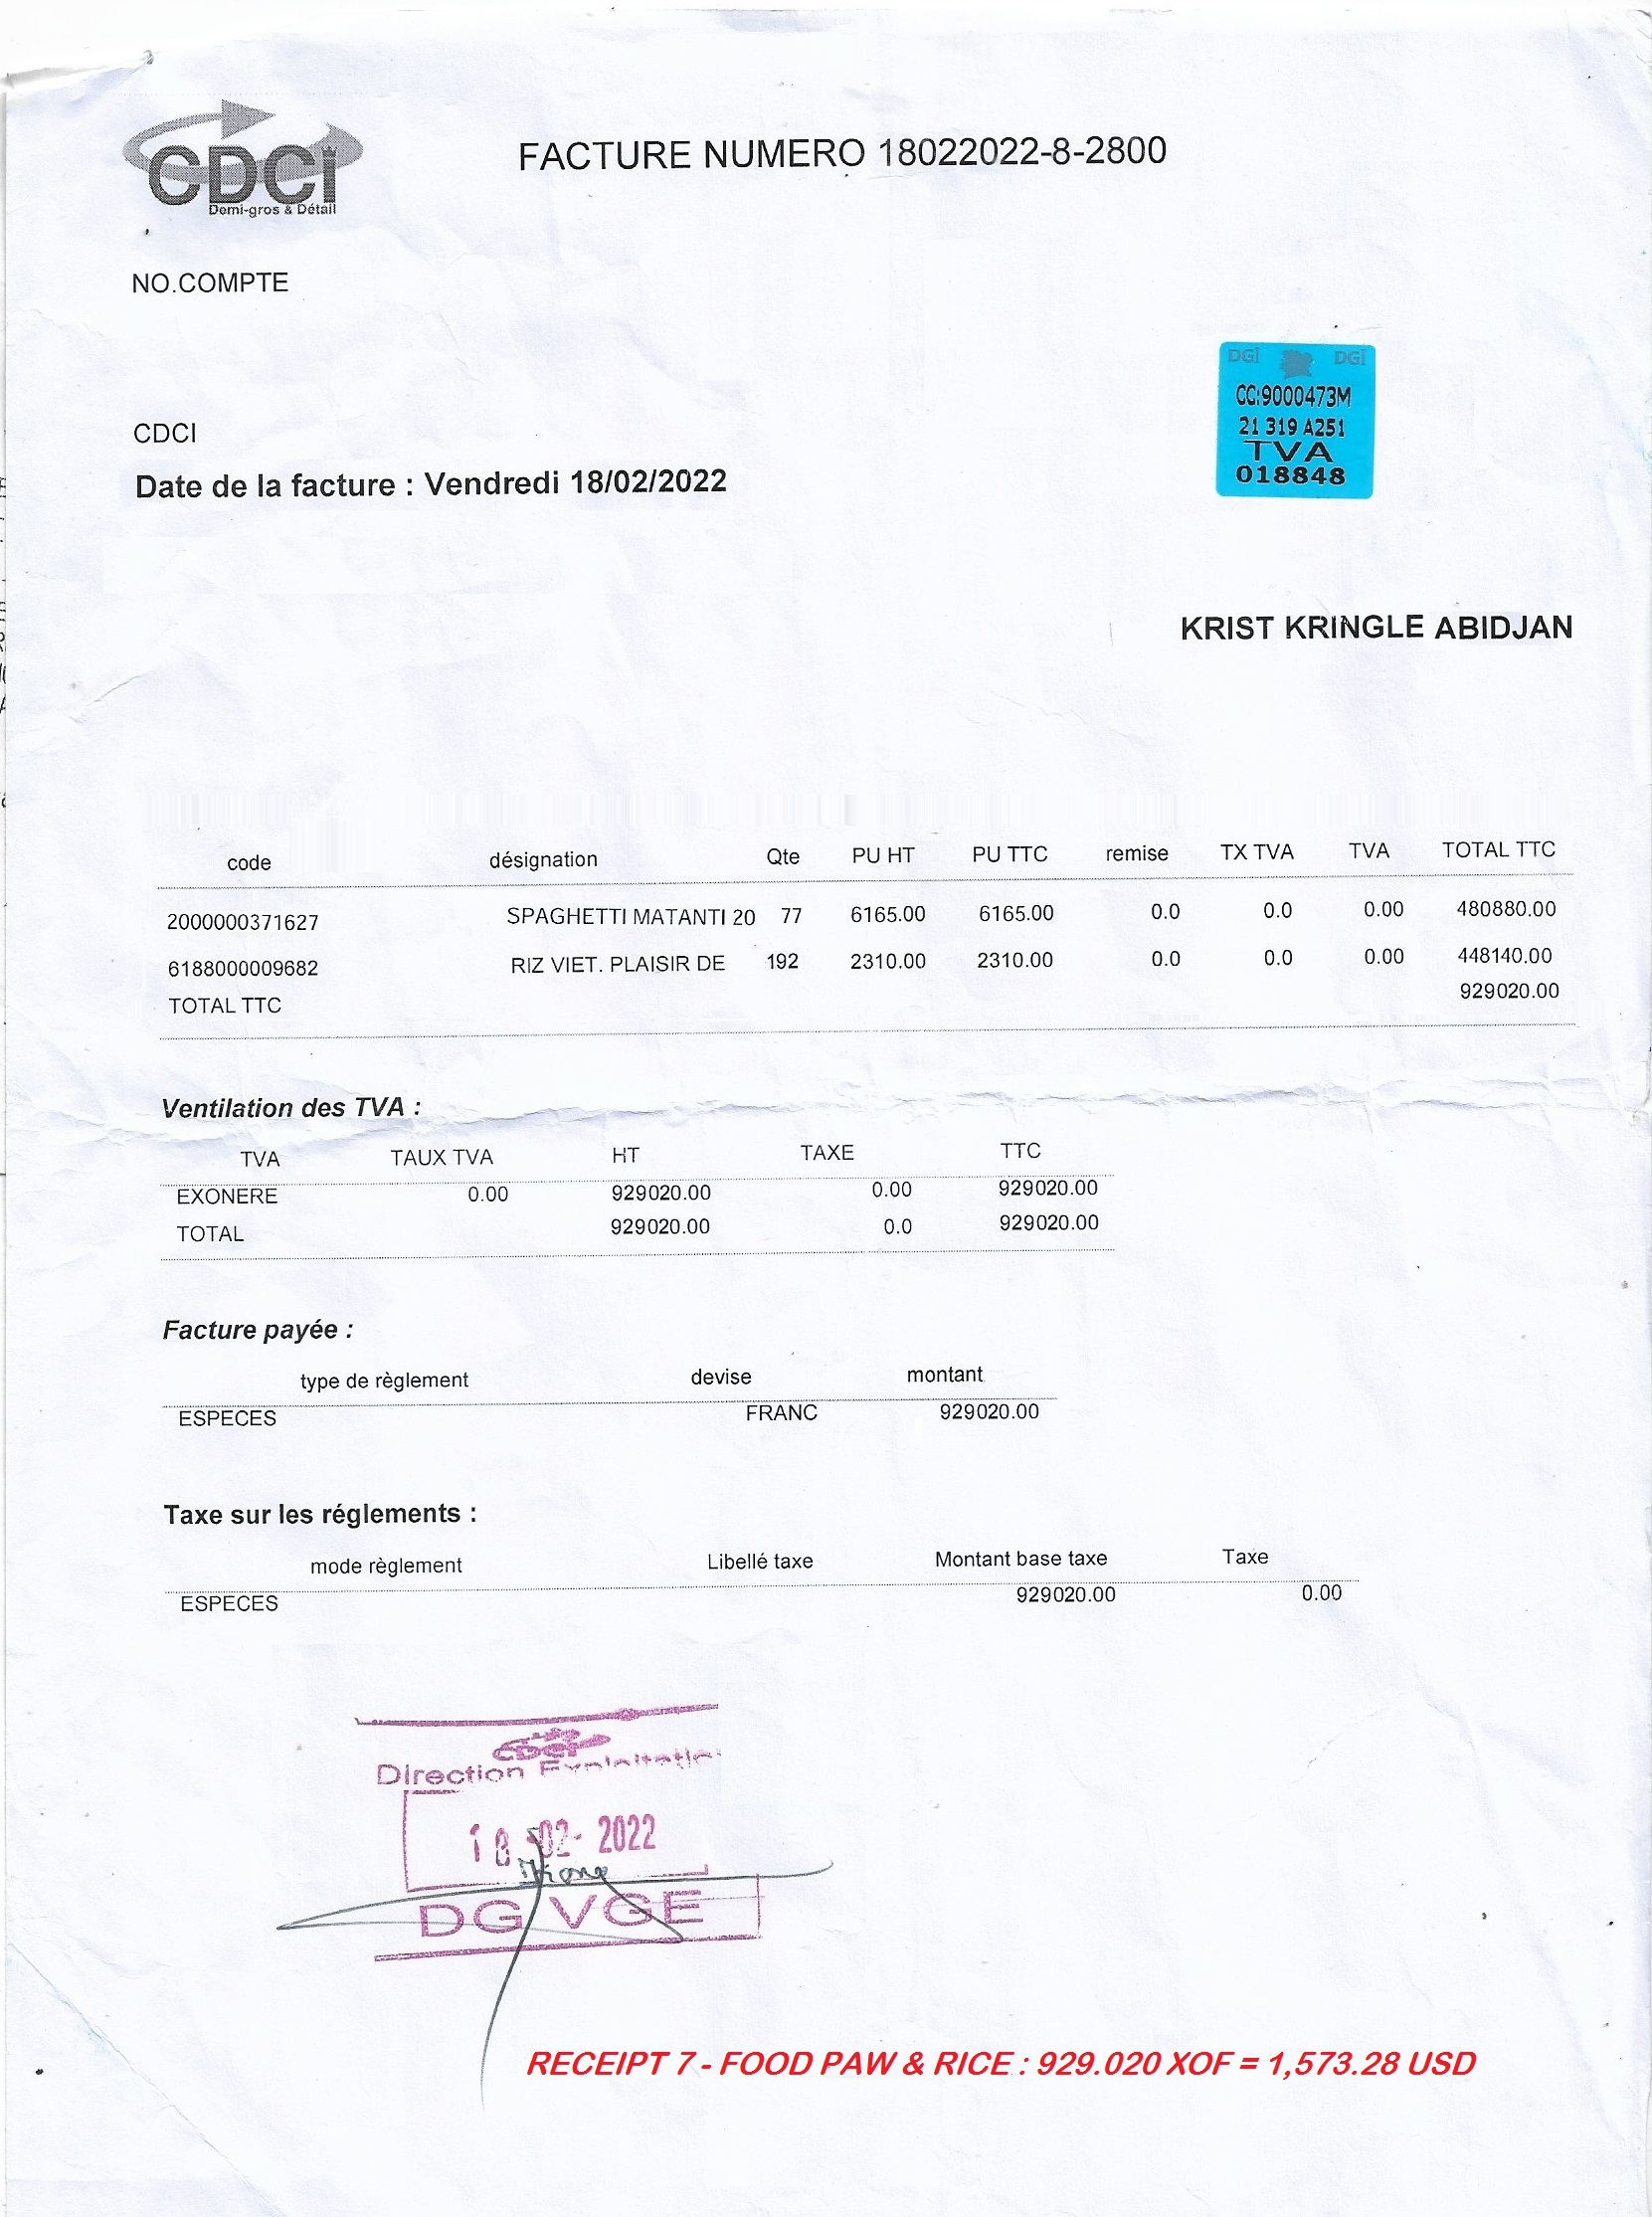 CDCI
Demi-gros & Détail
FACTURE NUMERO 18022022-8-2800
NO.COMPTE
DGI DGI
CC:9000473M
21 319 A251
TVA
018848
CDCI
Date de la facture : Vendredi 18/02/2022
KRIST KRINGLE ABIDJAN
code désignation Qte PU HT PU TTC remise TX TVA TVA TOTAL TTC
2000000371627 SPAGHETTI MATANTI 20 77 6165.00 6165.00 0.0 0.0 0.00 480880.00
6188000009682 RIZ VIET. PLAISIR DE 192 2310.00 2310.00 0.0 0.0 0.00 448140.00
TOTAL TTC 929020.00
Ventilation des TVA :
TVA TAUX TVA HT TAXE TTC
EXONERE 0.00 929020.00 0.00 929020.00
TOTAL 929020.00 0.0 929020.00
Facture payée :
type de règlement devise montant
ESPECES FRANC 929020.00
Taxe sur les réglements :
mode règlement Libellé taxe Montant base taxe Taxe
ESPECES 929020.00 0.00
CDCI
Direction Exploitation
18 -02- 2022
DG VGE
RECEIPT 7 - FOOD PAW & RICE : 929.020 XOF = 1,573.28 USD